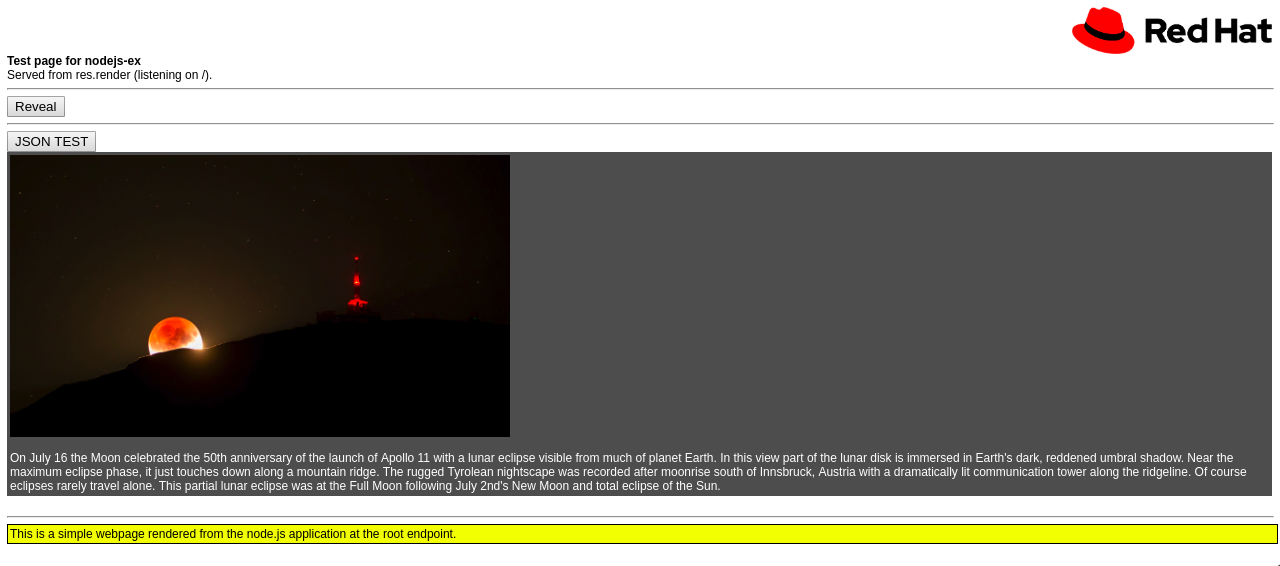 Red Hat
Test page for nodejs-ex
Served from res.render (listening on /).
Reveal
JSON TEST
On July 16 the Moon celebrated the 50th anniversary of the launch of Apollo 11 with a lunar eclipse visible from much of planet Earth. In this view part of the lunar disk is immersed in Earth's dark, reddened umbral shadow. Near the
maximum eclipse phase, it just touches down along a mountain ridge. The rugged Tyrolean nightscape was recorded after moonrise south of Innsbruck, Austria with a dramatically lit communication tower along the ridgeline. Of course
eclipses rarely travel alone. This partial lunar eclipse was at the Full Moon following July 2nd's New Moon and total eclipse of the Sun.
This is a simple webpage rendered from the node.js application at the root endpoint.